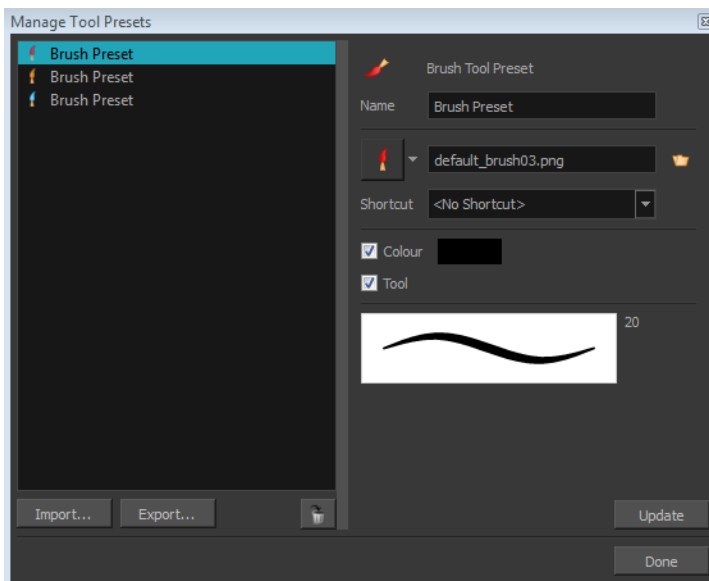 Manage Tool Presets
Brush Preset
Brush Preset
Brush Preset
Import...
Export...
Brush Tool Preset
Name Brush Preset
default_brush03.png
Shortcut <No Shortcut>
Colour
Tool
20
Update
Done